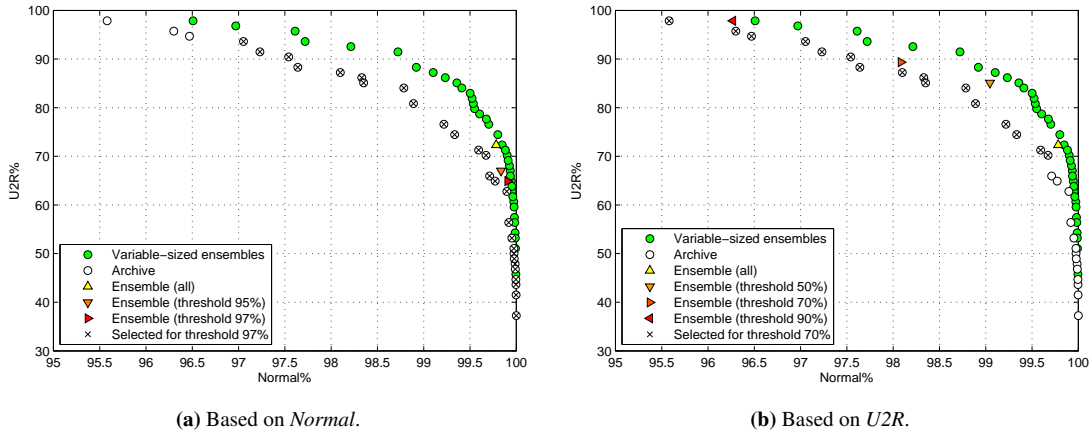 100
90
80
70
60
50
40
30
U2R%
95 95.5 96 96.5 97 97.5 98 98.5 99 99.5 100
Normal%
Variable−sized ensembles
Archive
Ensemble (all)
Ensemble (threshold 95%)
Ensemble (threshold 97%)
Selected for threshold 97%
(a) Based on Normal.
100
90
80
70
60
50
40
30
U2R%
95 95.5 96 96.5 97 97.5 98 98.5 99 99.5 100
Normal%
Variable−sized ensembles
Archive
Ensemble (all)
Ensemble (threshold 50%)
Ensemble (threshold 70%)
Ensemble (threshold 90%)
Selected for threshold 70%
(b) Based on U2R.